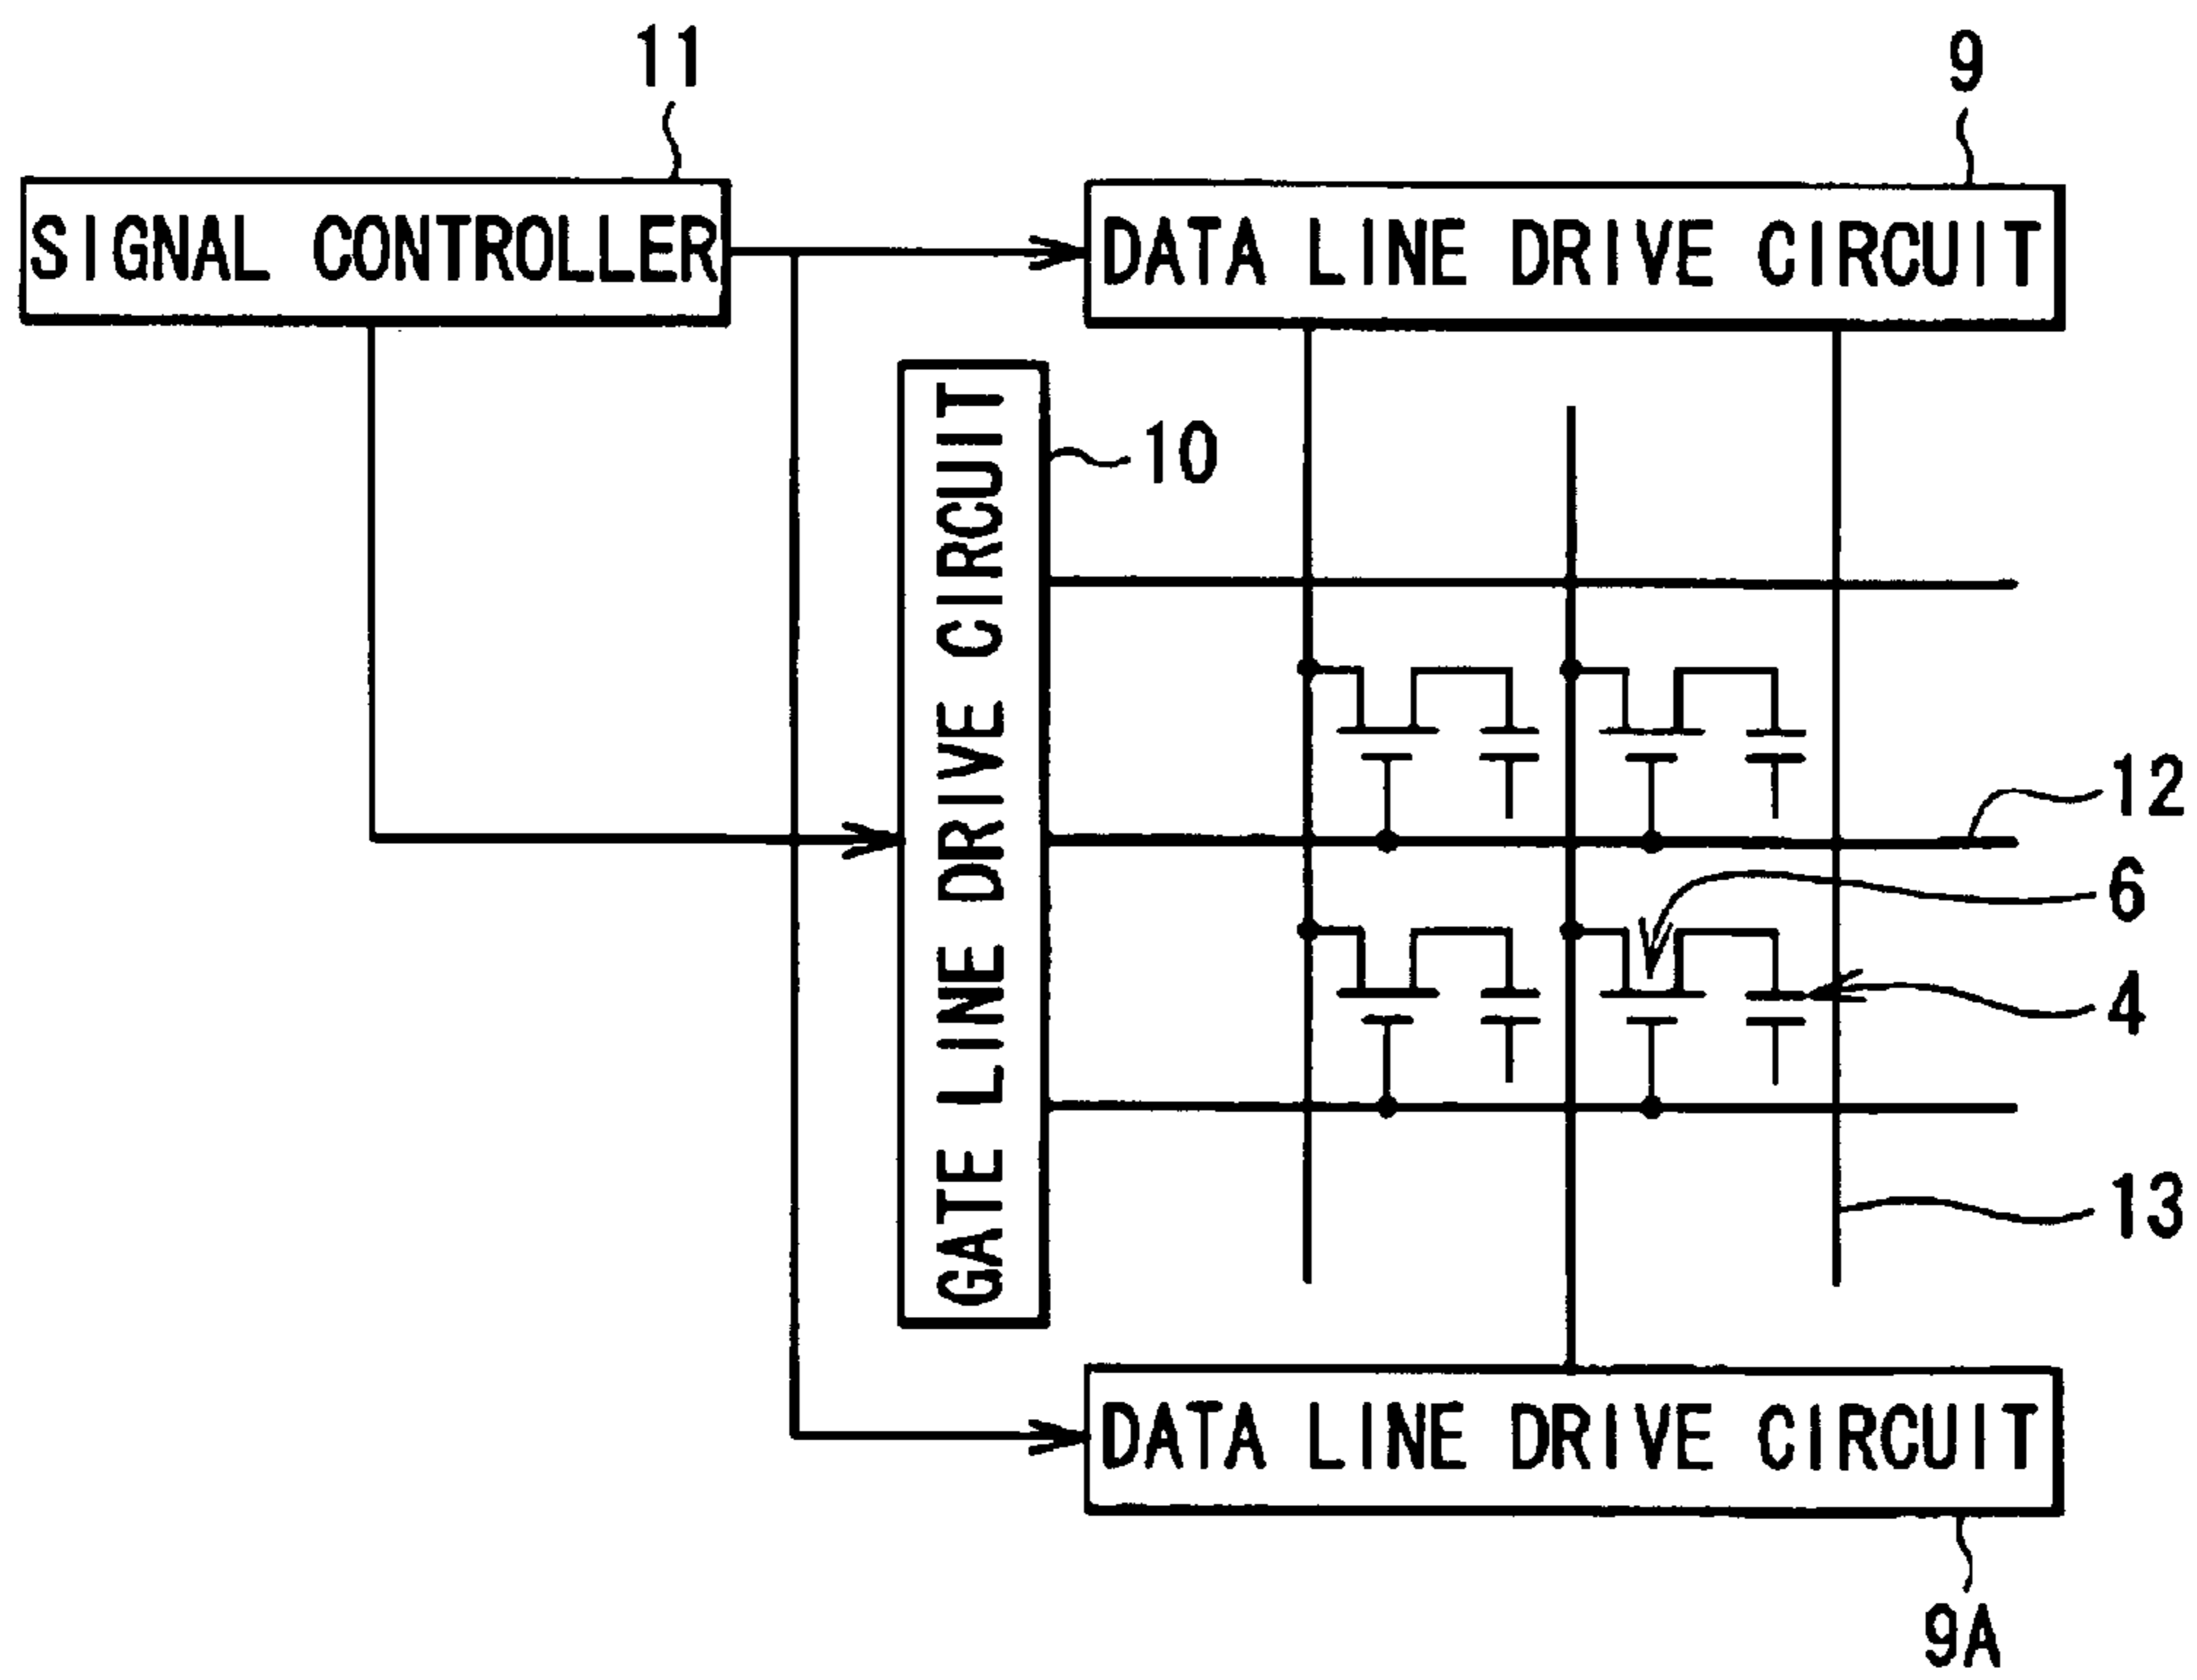 11
9
SIGNAL CONTROLLER
DATA LINE DRIVE CIRCUIT
GATE LINE DRIVE CIRCUIT
10
12
6
4
13
DATA LINE DRIVE CIRCUIT
9A